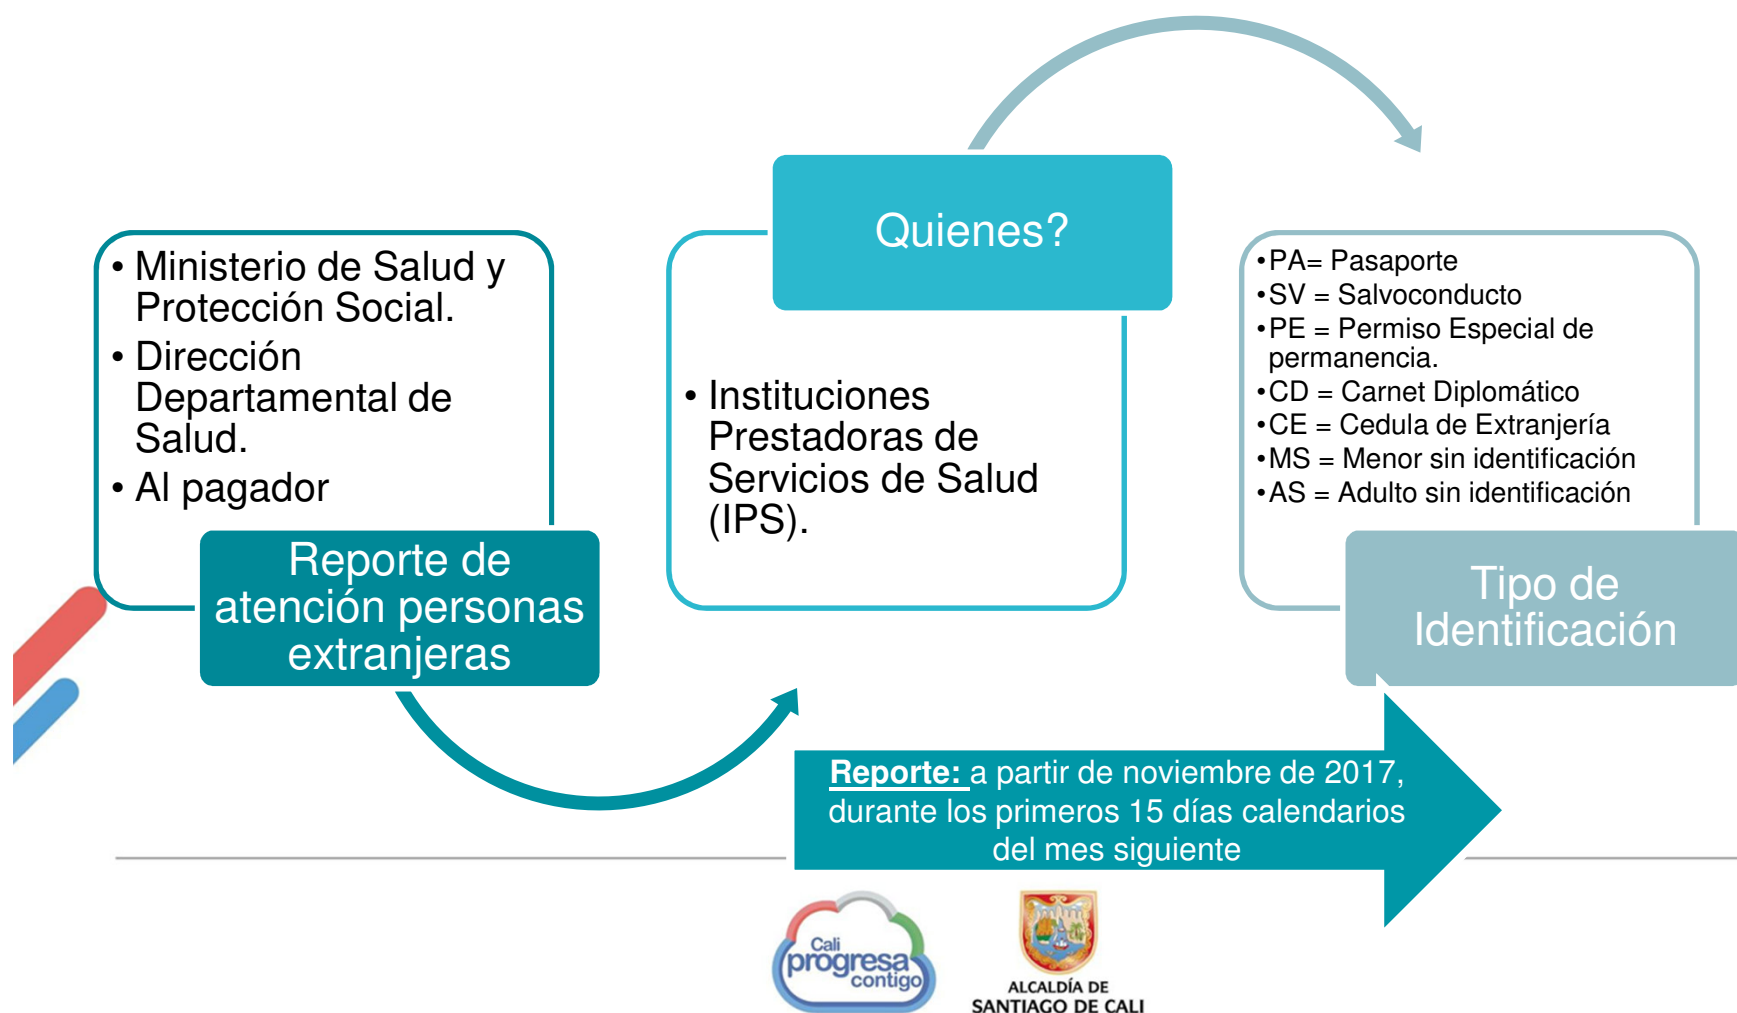 • Ministerio de Salud y
Protección Social.
• Dirección
Departamental de
Salud.
• Al pagador
Reporte de
atención personas
extranjeras
Quienes?
• Instituciones
Prestadoras de
Servicios de Salud
(IPS).
•PA= Pasaporte
•SV = Salvoconducto
•PE = Permiso Especial de
permanencia.
•CD = Carnet Diplomático
•CE = Cedula de Extranjería
•MS = Menor sin identificación
•AS = Adulto sin identificación
Tipo de
Identificación
Reporte: a partir de noviembre de 2017,
durante los primeros 15 días calendarios
del mes siguiente
Cali
progresa
contigo
ALCALDÍA DE
SANTIAGO DE CALI